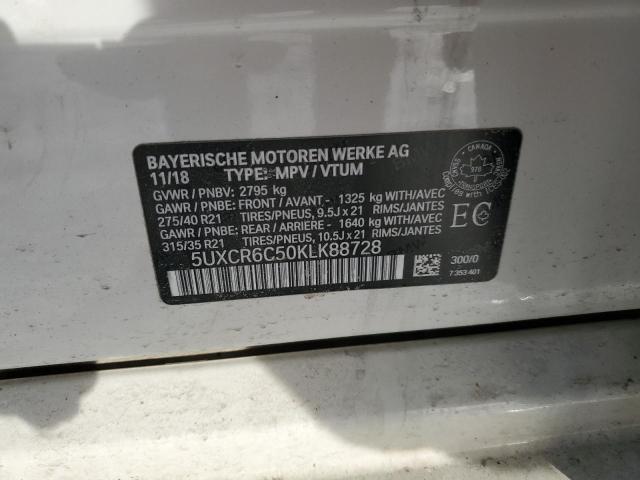 BAYERISCHE MOTOREN WERKE AG
11/18 TYPE: MPV / VTUM
GVWR / PNBV: 2795 kg
GAWR / PNBE: FRONT / AVANT - 1325 kg WITH/AVEC
275/40 R21 TIRES/PNEUS, 9.5J x 21 RIMS/JANTES
GAWR / PNBE: REAR / ARRIERE - 1640 kg WITH/AVEC
315/35 R21 TIRES/PNEUS, 10.5J x 21 RIMS/JANTES
5UXCR6C50KLK88728
CANADA
EC
300/0
7 353 401